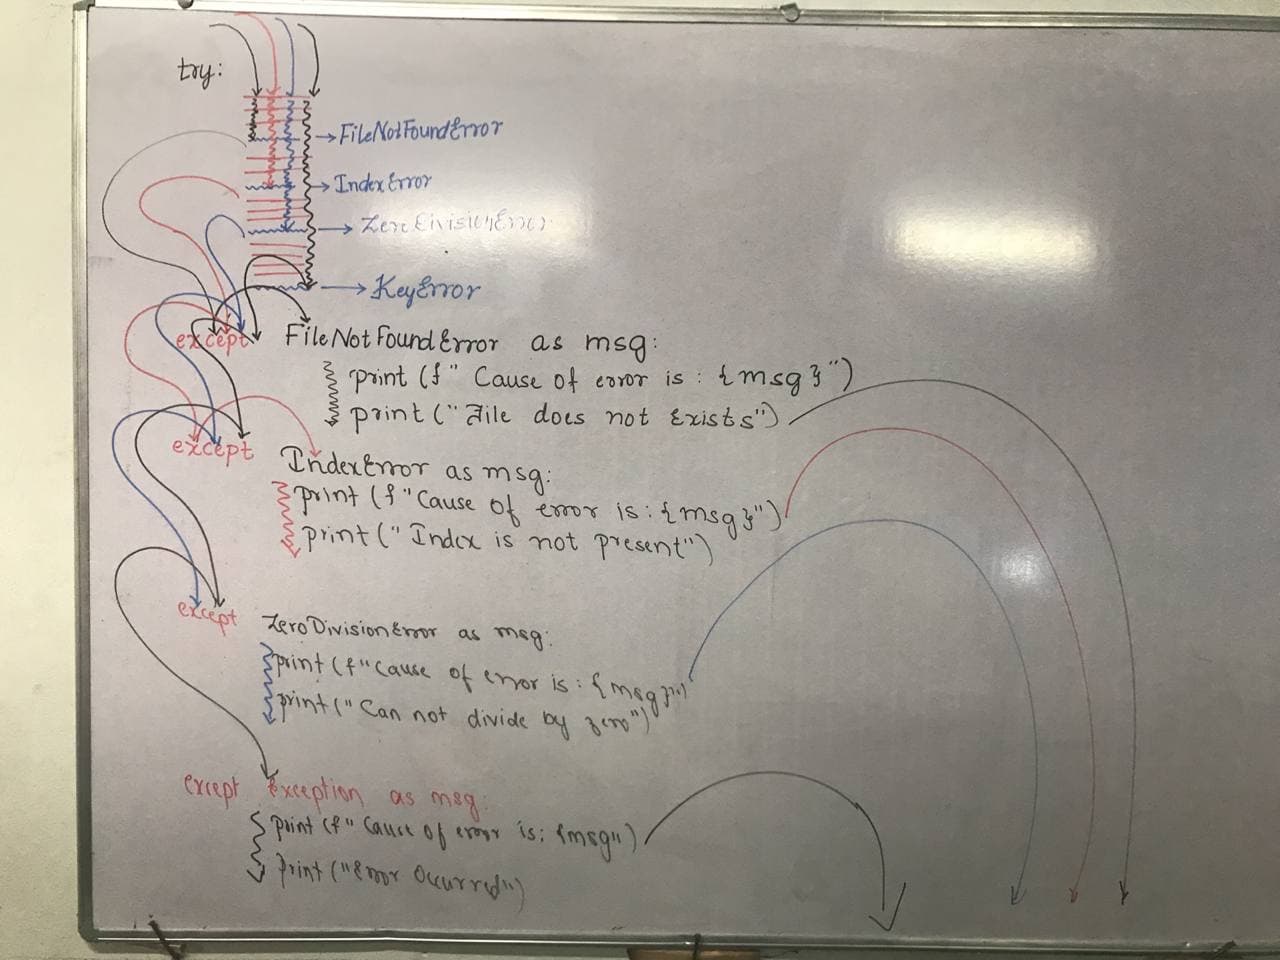 try:
FileNotFoundError
IndexError
ZeroDivisionError
KeyError
except FileNotFoundError as msg:
print (f" Cause of error is : {msg}")
print (" File does not Exists")
except IndexError as msg:
print (f "Cause of error is : {msg}")
print (" Index is not present")
except ZeroDivisionError as msg:
print (f "Cause of error is : {msg}")
print (" Can not divide by zero")
except Exception as msg:
print (f" Cause of error is: {msg")
print ("Error Occurred")